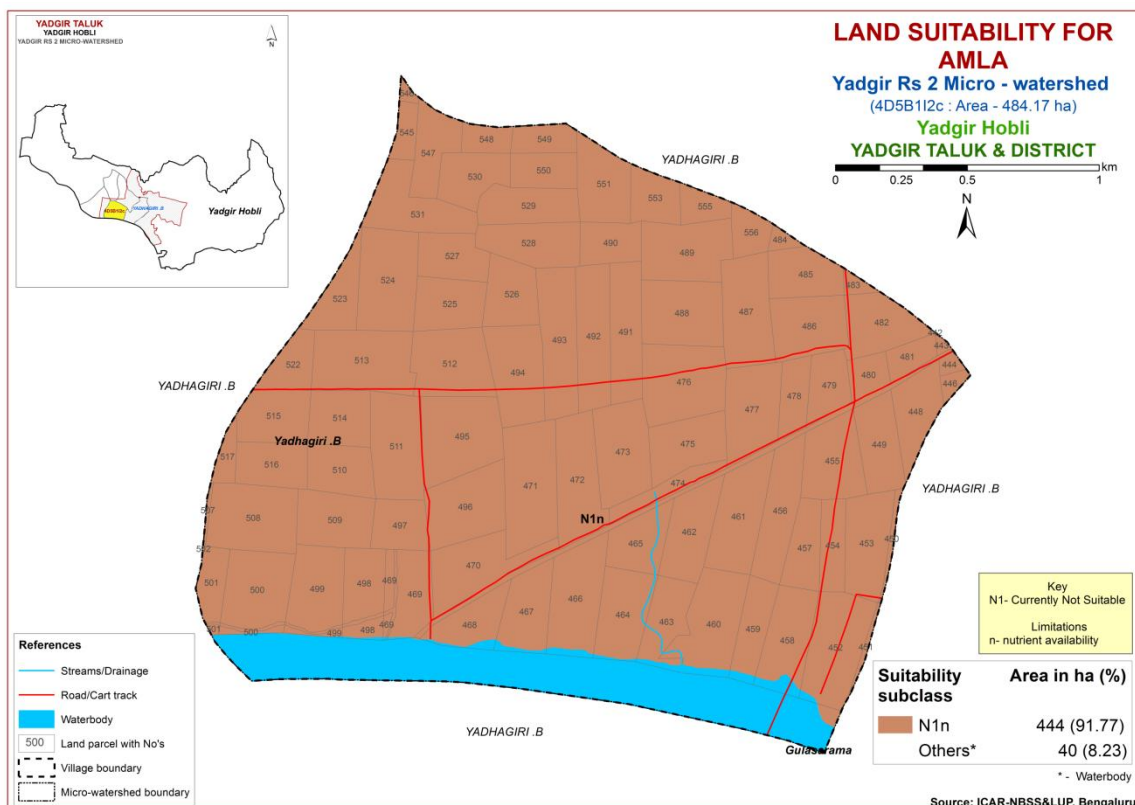 YADGIR TALUK
YADGIR HOBLI
YADGIR RS 2 MICRO-WATERSHED
N
4D5B1I2c
YADHAGIRI .B
Yadgir Hobli
LAND SUITABILITY FOR
AMLA
Yadgir Rs 2 Micro - watershed
(4D5B1I2c : Area - 484.17 ha)
Yadgir Hobli
YADGIR TALUK & DISTRICT
km
0 0.25 0.5 1
N
546
545
548 549
547
YADHAGIRI .B
530 550
551
553
529
555
531
556
484
528 490
489
527
485
524
483
526
523
525
488 487
482
486
442
491
492
493
443
481
513
512
444
522
494
480
476
479
446
YADHAGIRI .B
478
477
448
515 514
495
Yadhagiri .B
511
475
449
473
517
516
510
455
472
471
474
YADHAGIRI .B
496
507
508
509
497
N1n
461
456
462
450
453
454
465
457
502
470
501
500
499
498
469
469
466
467
464
463
460
459
468
469
501
500
499
498
458
452
451
YADHAGIRI .B
Gulasarama
References
Streams/Drainage
Road/Cart track
Waterbody
500 Land parcel with No's
Village boundary
Micro-watershed boundary
Key
N1- Currently Not Suitable
Limitations
n- nutrient availability
Suitability
subclass Area in ha (%)
N1n 444 (91.77)
Others* 40 (8.23)
* - Waterbody
Source: ICAR-NBSS&LUP, Bengaluru